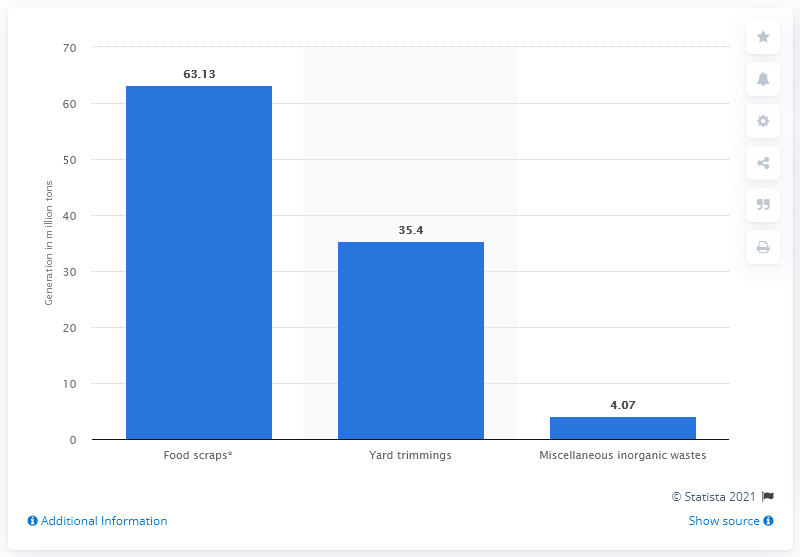 70
63.13
60
50
40
35.4
30
20
10
4.07
0
Generation in million tons
Food scraps*
Yard trimmings
Miscellaneous inorganic wastes
© Statista 2021
Additional Information
Show source